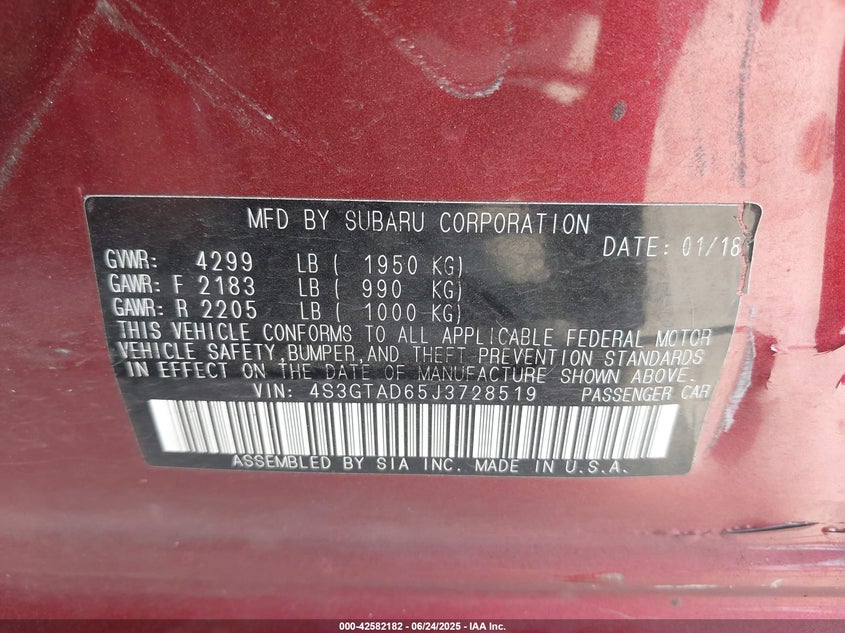 MFD BY SUBARU CORPORATION
DATE: 01/18
GVWR: 4299 LB ( 1950 KG)
GAWR: F 2183 LB ( 990 KG)
GAWR: R 2205 LB ( 1000 KG)
THIS VEHICLE CONFORMS TO ALL APPLICABLE FEDERAL MOTOR
VEHICLE SAFETY,BUMPER,AND THEFT PREVENTION STANDARDS
IN EFFECT ON THE DATE OF MANUFACTURE SHOWN ABOVE.
VIN: 4S3GTAD65J3728519 PASSENGER CAR
ASSEMBLED BY SIA INC. MADE IN U.S.A.
000-42582182 - 06/24/2025 - IAA Inc.